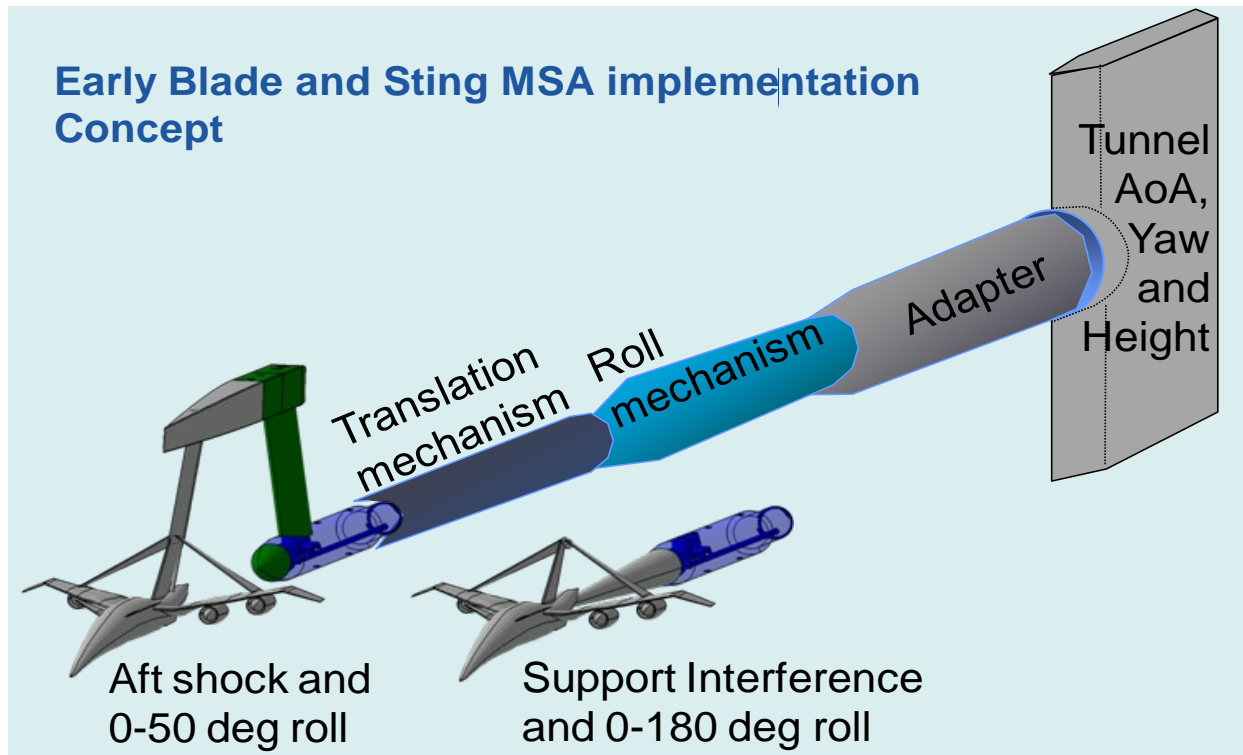 Early Blade and Sting MSA implementation
Concept
Tunnel
AoA,
Yaw
and
Height
Adapter
Roll
mechanism
Translation
mechanism
Aft shock and
0-50 deg roll
Support Interference
and 0-180 deg roll